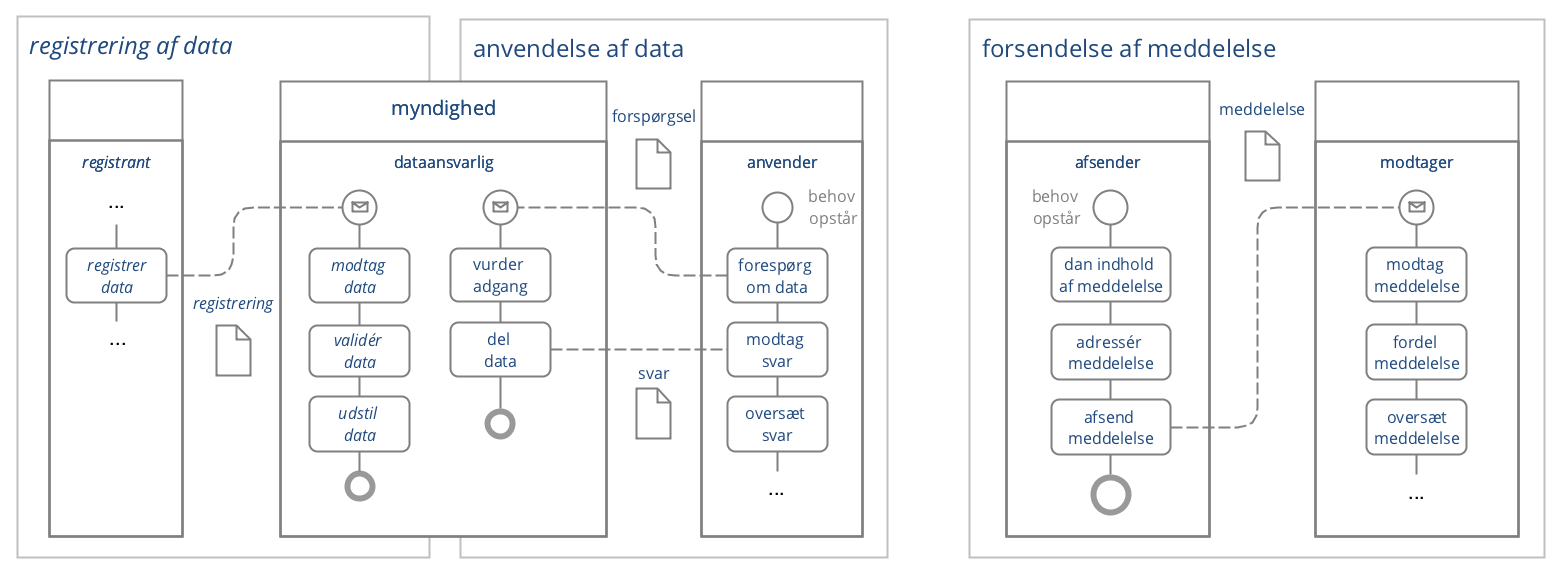 registrering af data
registrant
...
registrer
data
...
registrering
myndighed
dataansvarlig
modtag
data
validér
data
udstil
data
anvendelse af data
vurder
adgang
del
data
forspørgsel
svar
anvender
behov
opstår
forespørg
om data
modtag
svar
oversæt
svar
...
forsendelse af meddelelse
afsender
behov
opstår
dan indhold
af meddelelse
adressér
meddelelse
afsend
meddelelse
meddelelse
modtager
modtag
meddelelse
fordel
meddelelse
oversæt
meddelelse
...